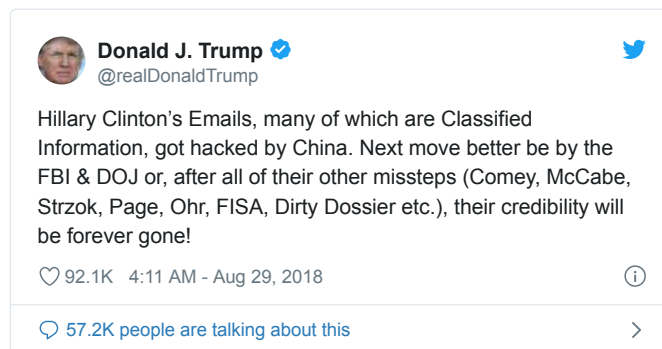 Donald J. Trump
@realDonaldTrump
Hillary Clinton’s Emails, many of which are Classified
Information, got hacked by China. Next move better be by the
FBI & DOJ or, after all of their other missteps (Comey, McCabe,
Strzok, Page, Ohr, FISA, Dirty Dossier etc.), their credibility will
be forever gone!
92.1K 4:11 AM - Aug 29, 2018
57.2K people are talking about this